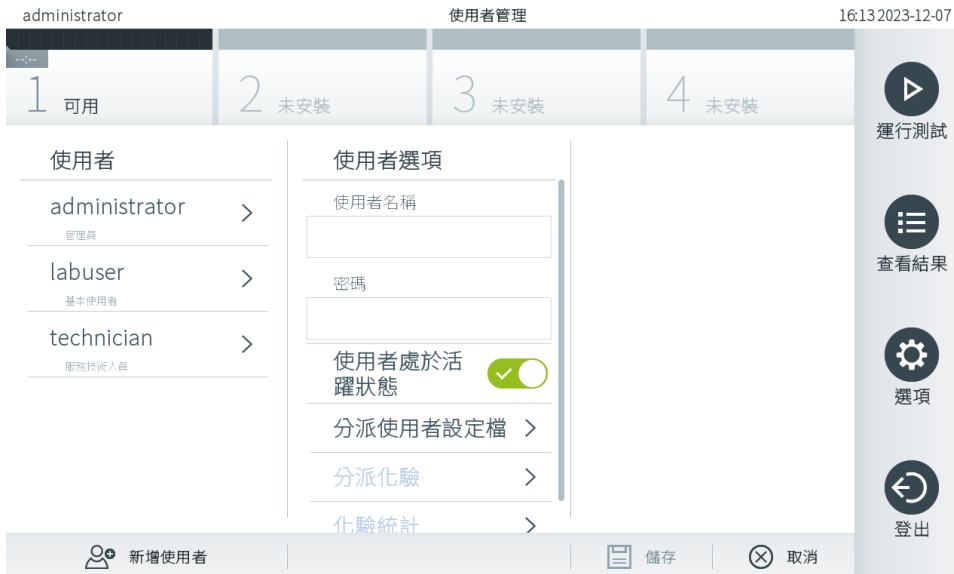 administrator
使用者管理
16:13 2023-12-07
--:--
1 可用
2 未安裝
3 未安裝
4 未安裝
使用者
administrator
管理員
labuser
基本使用者
technician
服務技術人員
使用者選項
使用者名稱
密碼
使用者處於活
躍狀態
分派使用者設定檔
分派化驗
化驗統計
運行測試
查看結果
選項
登出
新增使用者
儲存
取消